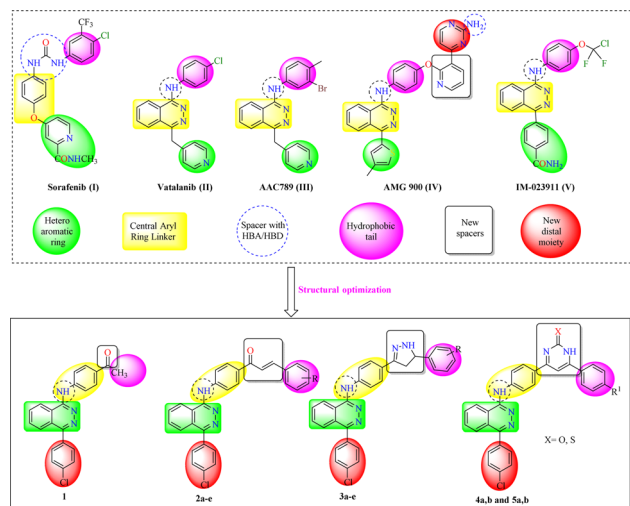 CF₃
Cl
O
NH
NH
O
N
CONHCH₃
Sorafenib (I)
Cl
NH
N
N
N
Vatalanib (II)
Br
NH
N
N
N
AAC789 (III)
N
NH₂
N
O
N
NH
N
N
S
AMG 900 (IV)
O
Cl
F
F
NH
N
N
CONH₂
IM-023911 (V)
Hetero
aromatic
ring
Central Aryl
Ring Linker
Spacer with
HBA/HBD
Hydrophobic
tail
New
spacers
New
distal
moiety
Structural optimization
O
CH₃
NH
N
N
Cl
1
O
R
NH
N
N
Cl
2a-e
N
NH
R
NH
N
N
Cl
3a-e
X
N
NH
R¹
NH
N
N
Cl
X= O, S
4a,b and 5a,b